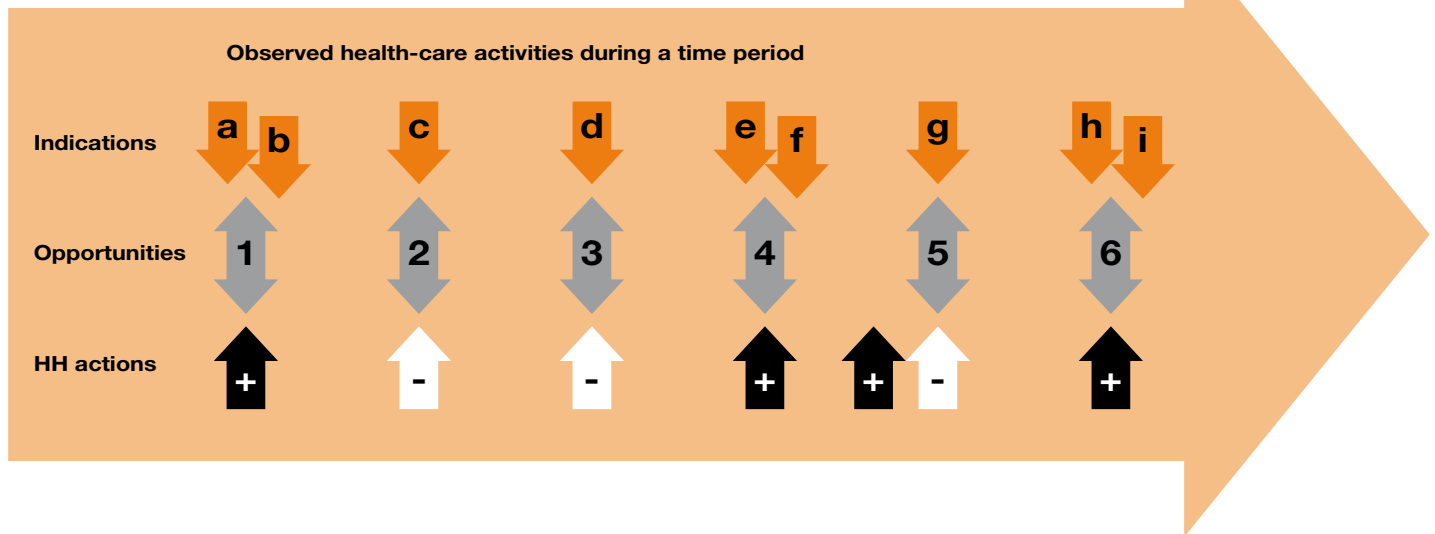 Observed health-care activities during a time period
Indications
a b c d e f g h i
Opportunities
1 2 3 4 5 6
HH actions
+ - - + + - +